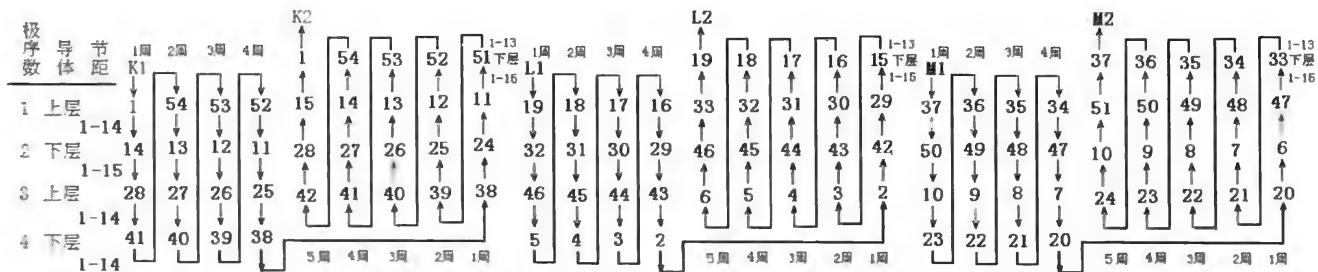 K2 L2 M2
极序数 导体 节距 1周 2周 3周 4周 1周 2周 3周 4周 1周 2周 3周 4周
K1 L1 M1
1 54 53 52 51 1-13 下层 1-15 19 18 17 16 15 1-13 下层 1-15 37 36 35 34 33 1-13 下层 1-15
1 上层 1 54 53 52 15 14 13 12 11 19 18 17 16 33 32 31 30 29 37 36 35 34 51 50 49 48 47
1-14
2 下层 14 13 12 11 28 27 26 25 24 32 31 30 29 46 45 44 43 42 50 49 48 47 10 9 8 7 6
1-15
3 上层 28 27 26 25 42 41 40 39 38 46 45 44 43 6 5 4 3 2 10 9 8 7 24 23 22 21 20
1-14
4 下层 41 40 39 38 5 4 3 2 23 22 21 20
1-14
5周 4周 3周 2周 1周 5周 4周 3周 2周 1周 5周 4周 3周 2周 1周